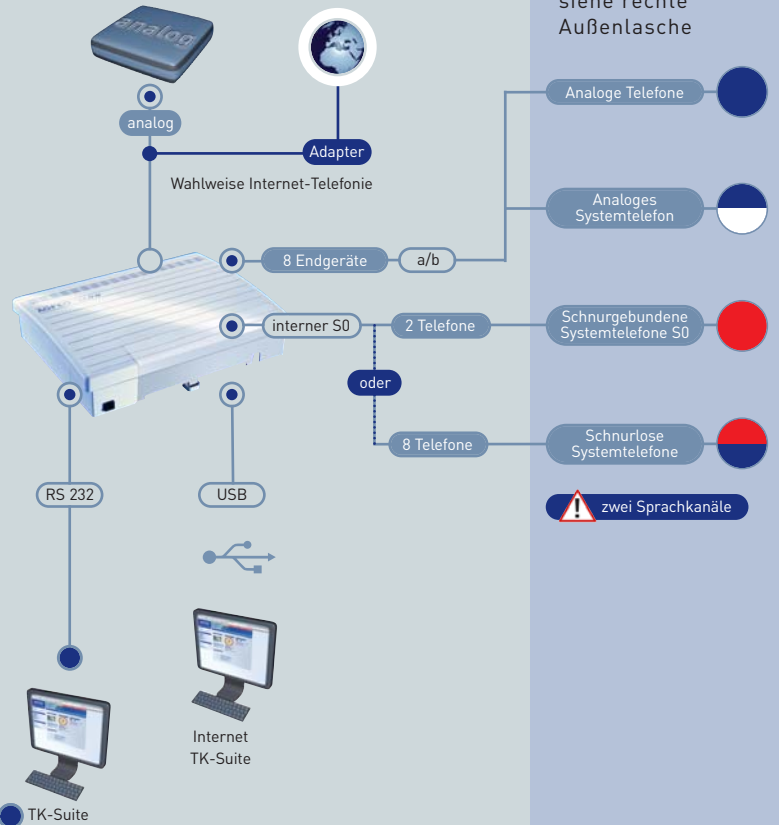 siehe rechte
Außenlasche
analog
analog
Adapter
Wahlweise Internet-Telefonie
Analoge Telefone
Analoges
Systemtelefon
8 Endgeräte
a/b
interner S0
2 Telefone
Schnurgebundene
Systemtelefone S0
oder
8 Telefone
Schnurlose
Systemtelefone
zwei Sprachkanäle
RS 232
USB
Internet
TK-Suite
TK-Suite